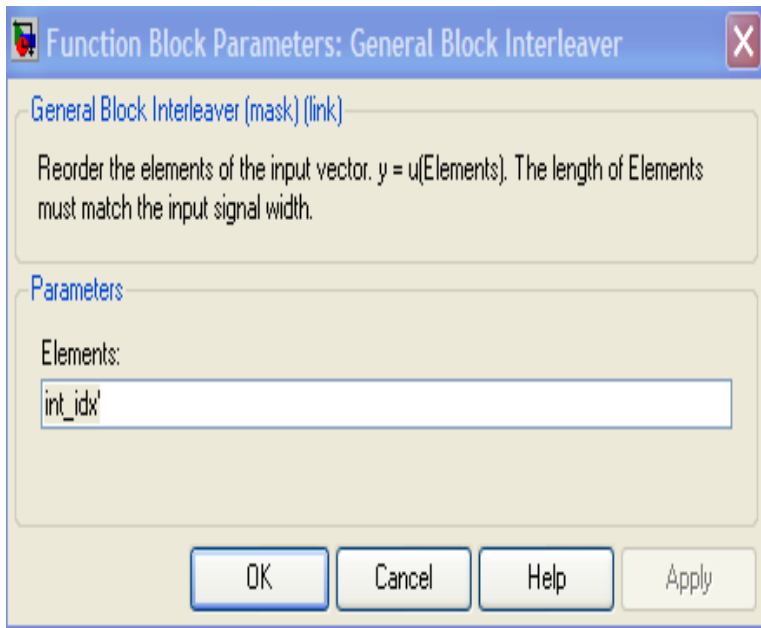 Function Block Parameters: General Block Interleaver
General Block Interleaver (mask) (link)
Reorder the elements of the input vector. y = u(Elements). The length of Elements
must match the input signal width.
Parameters
Elements:
int_idx'
OK Cancel Help Apply